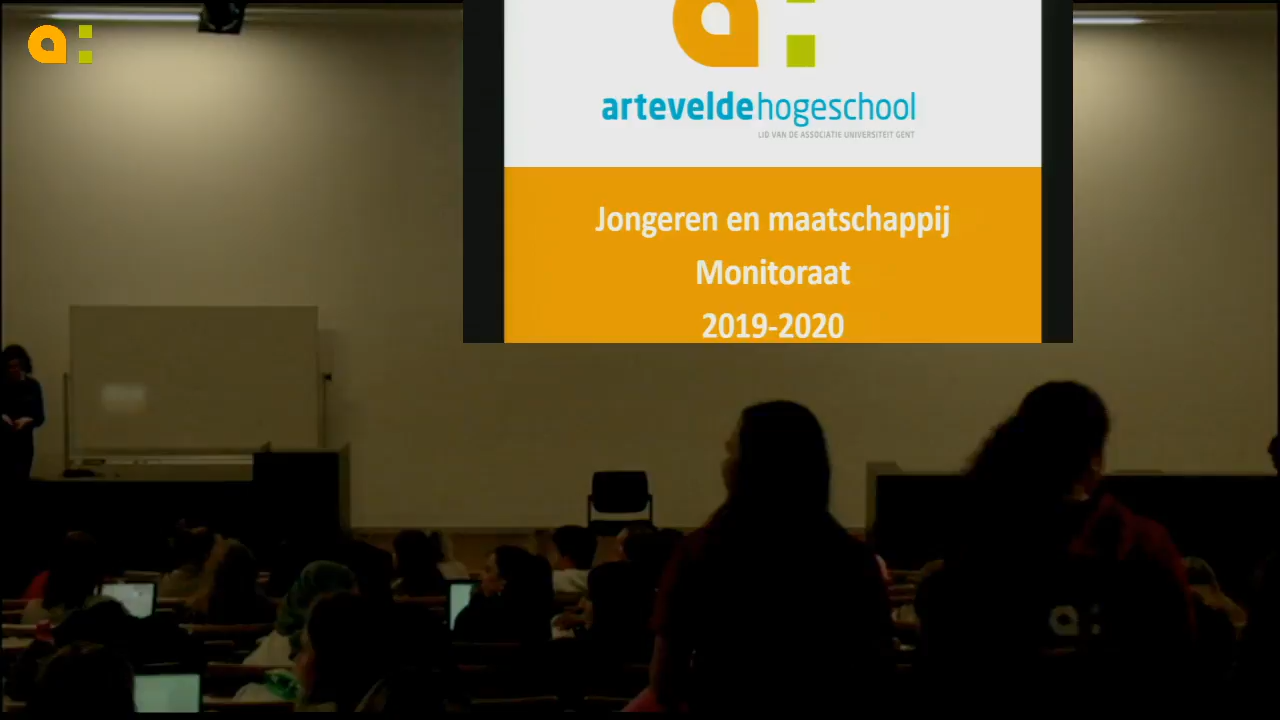 a:
a:
arteveldehogeschool
LID VAN DE ASSOCIATIE UNIVERSITEIT GENT
Jongeren en maatschappij
Monitoraat
2019-2020
a: